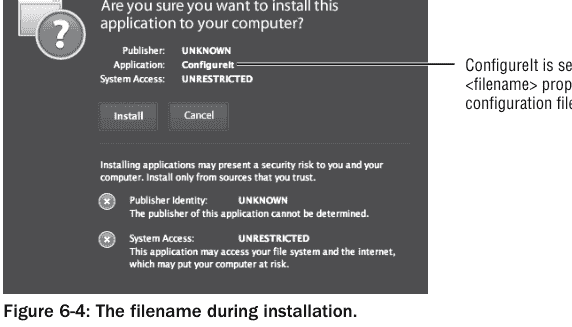 Are you sure you want to install this
application to your computer?
Publisher: UNKNOWN
Application: ConfigureIt
System Access: UNRESTRICTED
Install Cancel
ConfigureIt is se
<filename> prop
configuration file
Installing applications may present a security risk to you and your
computer. Install only from sources that you trust.
Publisher Identity: UNKNOWN
The publisher of this application cannot be determined.
System Access: UNRESTRICTED
This application may access your file system and the internet,
which may put your computer at risk.
Figure 6-4: The filename during installation.